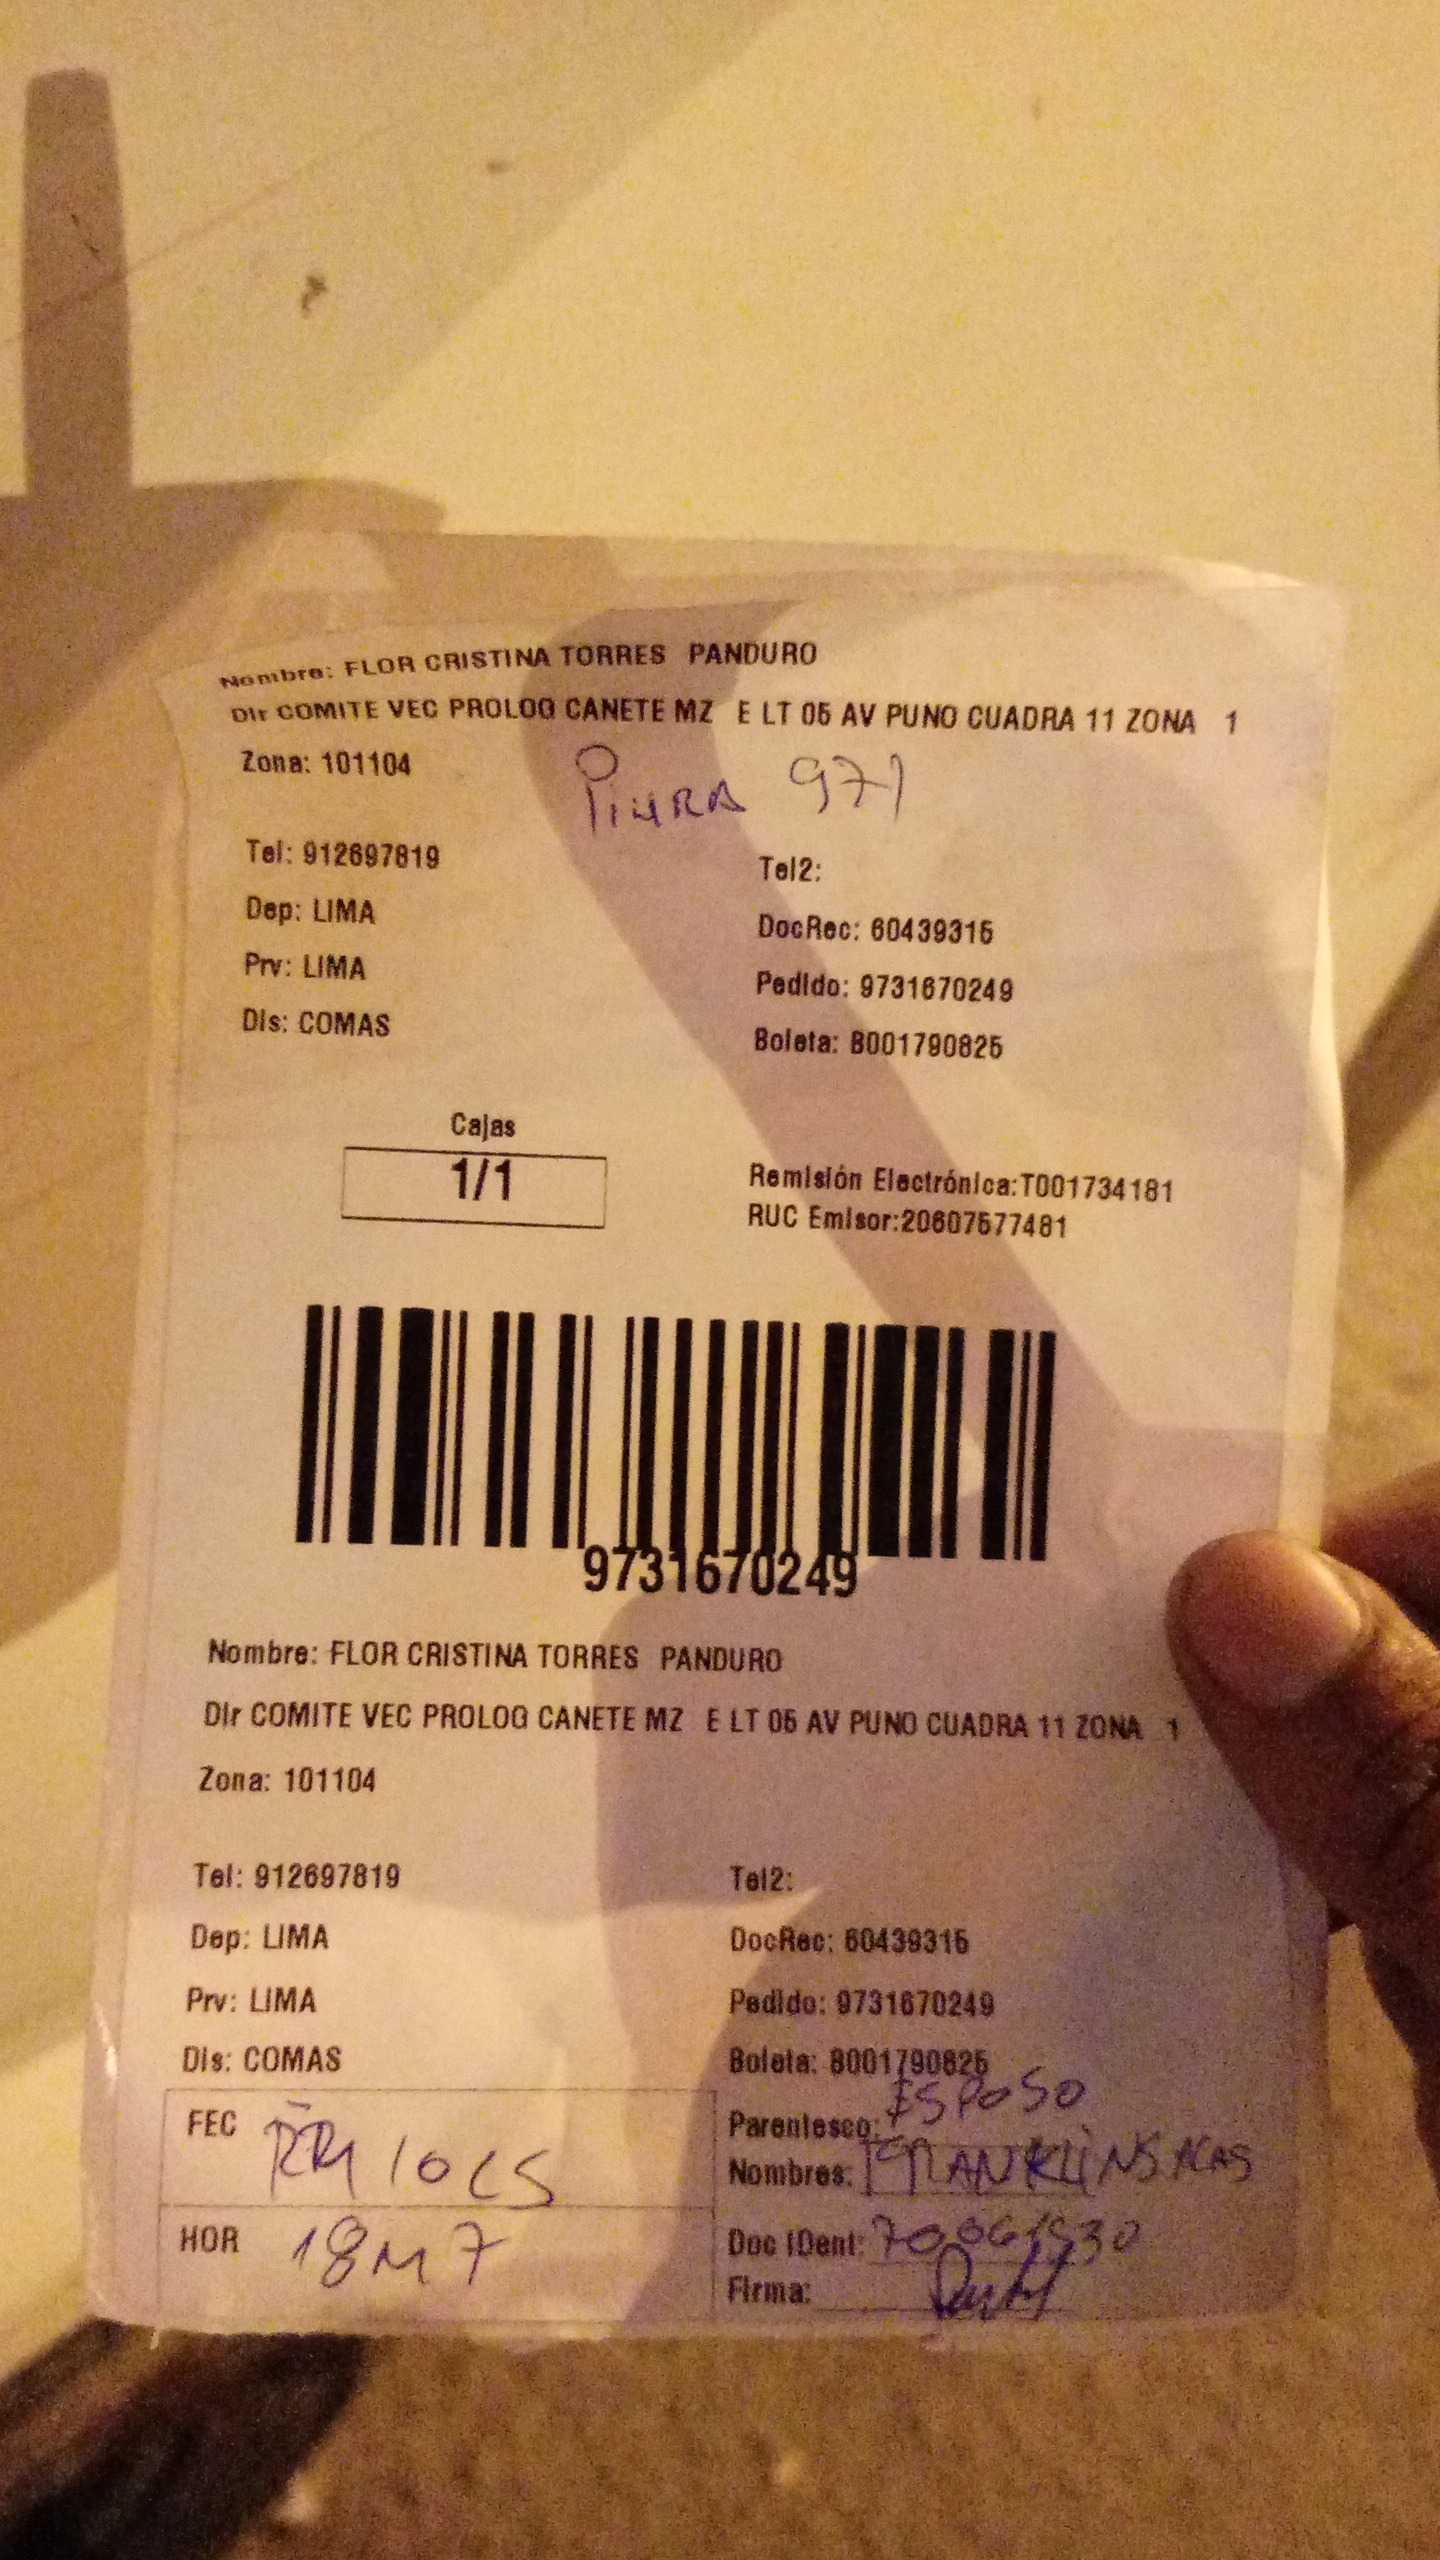 Nombre: FLOR CRISTINA TORRES PANDURO
Dir COMITE VEC PROLOG CANETE MZ E LT 05 AV PUNO CUADRA 11 ZONA 1
Zona: 101104
PIURA 971
Tel: 912697819
Tel2:
Dep: LIMA
DocRec: 60439315
Prv: LIMA
Pedido: 9731670249
Dis: COMAS
Boleta: B001790825
Cajas
1/1
Remisión Electrónica:T001734181
RUC Emisor:20607577481
9731670249
Nombre: FLOR CRISTINA TORRES PANDURO
Dir COMITE VEC PROLOG CANETE MZ E LT 05 AV PUNO CUADRA 11 ZONA 1
Zona: 101104
Tel: 912697819
Tel2:
Dep: LIMA
DocRec: 60439315
Prv: LIMA
Pedido: 9731670249
Dis: COMAS
Boleta: B001790825
FEC
Parentesco: ESPOSO
Nombres:
HOR
Doc IDent:
Firma: